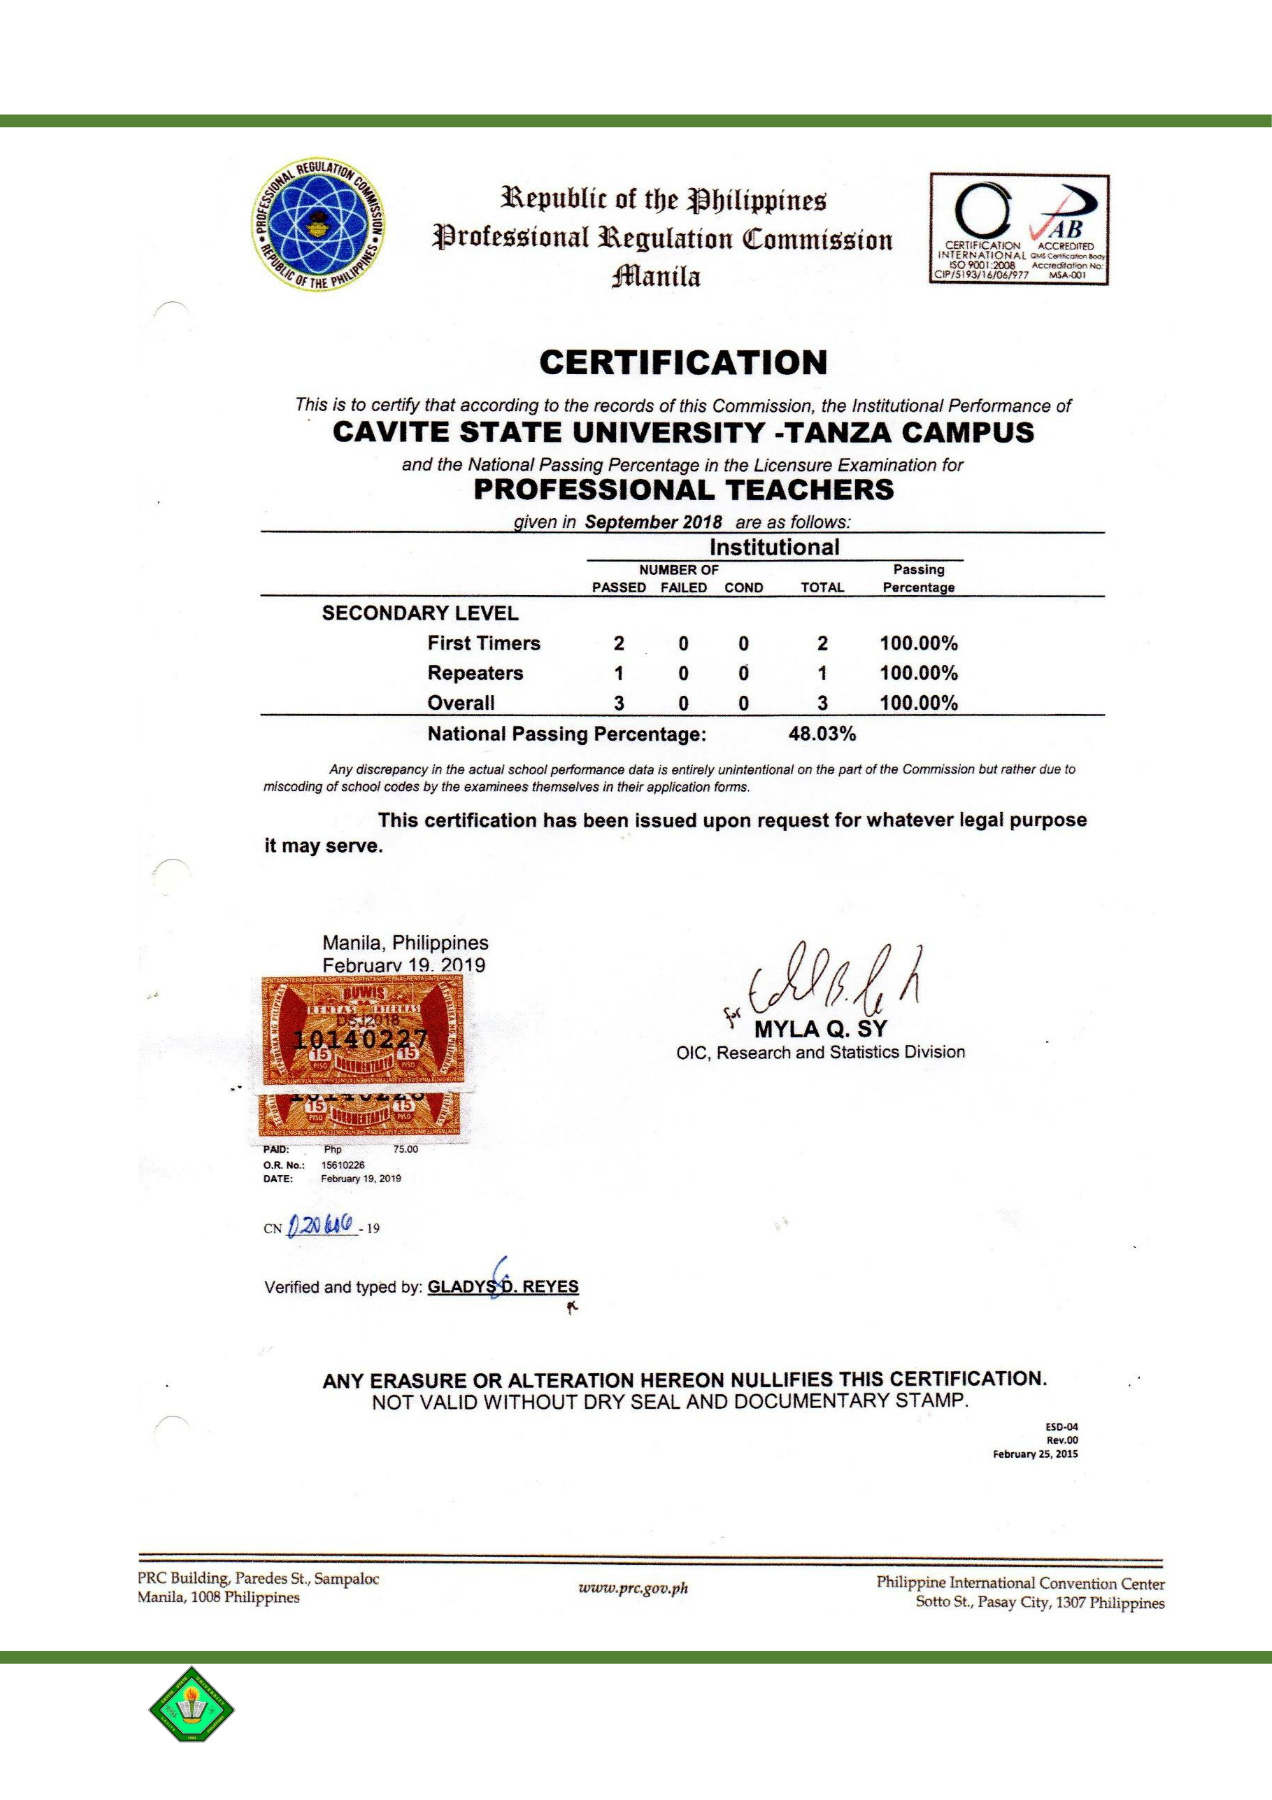 PROFESSIONAL REGULATION COMMISSION
REPUBLIC OF THE PHILIPPINES
Republic of the Philippines
Professional Regulation Commission
Manila
AB
CERTIFICATION INTERNATIONAL
ISO 9001:2008
CIP/5193/16/06/977
ACCREDITED
QMS Certification Body
Accreditation No:
MSA-001
CERTIFICATION
This is to certify that according to the records of this Commission, the Institutional Performance of
CAVITE STATE UNIVERSITY -TANZA CAMPUS
and the National Passing Percentage in the Licensure Examination for
PROFESSIONAL TEACHERS
given in September 2018 are as follows:
Institutional
NUMBER OF Passing
PASSED FAILED COND TOTAL Percentage
SECONDARY LEVEL
First Timers 2 0 0 2 100.00%
Repeaters 1 0 0 1 100.00%
Overall 3 0 0 3 100.00%
National Passing Percentage: 48.03%
Any discrepancy in the actual school performance data is entirely unintentional on the part of the Commission but rather due to
miscoding of school codes by the examinees themselves in their application forms.
This certification has been issued upon request for whatever legal purpose
it may serve.
Manila, Philippines
February 19, 2019
BUWIS
RENTAS INTERNAS
DSJ2018
10140227
15 15
PISO DOKUMENTARYO PISO
15 15
PISO DOKUMENTARYO PISO
for
MYLA Q. SY
OIC, Research and Statistics Division
PAID: Php 75.00
O.R. No.: 15610226
DATE: February 19, 2019
CN - 19
Verified and typed by: GLADYS D. REYES
ANY ERASURE OR ALTERATION HEREON NULLIFIES THIS CERTIFICATION.
NOT VALID WITHOUT DRY SEAL AND DOCUMENTARY STAMP.
ESD-04
Rev.00
February 25, 2015
PRC Building, Paredes St., Sampaloc
Manila, 1008 Philippines
www.prc.gov.ph
Philippine International Convention Center
Sotto St., Pasay City, 1307 Philippines